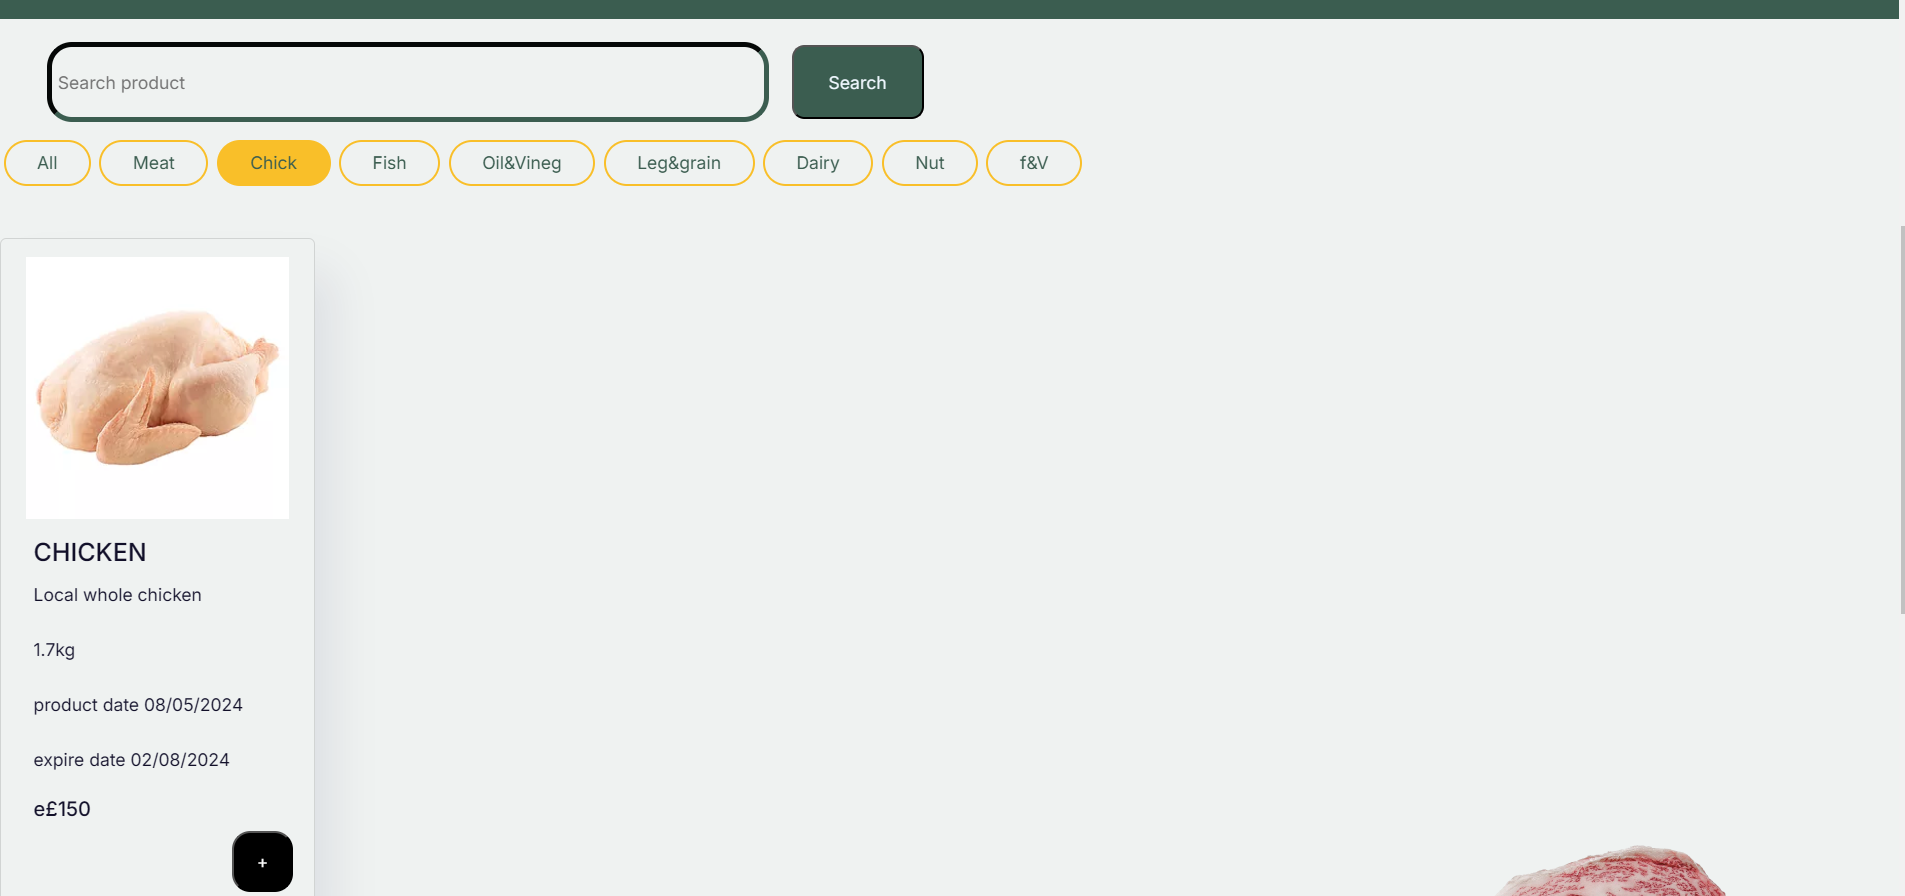 Search product
Search
All
Meat
Chick
Fish
Oil&Vineg
Leg&grain
Dairy
Nut
f&V
CHICKEN
Local whole chicken
1.7kg
product date 08/05/2024
expire date 02/08/2024
e£150
+